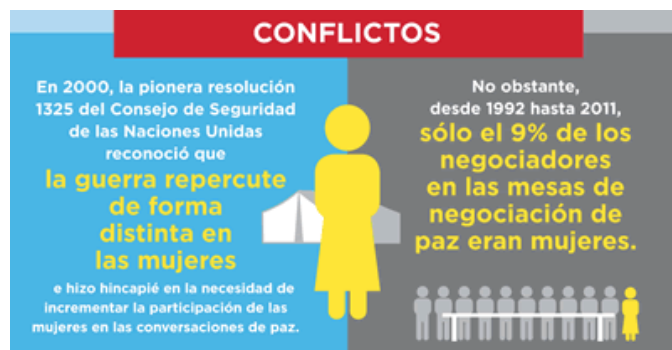 CONFLICTOS
En 2000, la pionera resolución
1325 del Consejo de Seguridad
de las Naciones Unidas
reconoció que
la guerra repercute
de forma
distinta en
las mujeres
e hizo hincapié en la necesidad de
incrementar la participación de las
mujeres en las conversaciones de paz.
No obstante,
desde 1992 hasta 2011,
sólo el 9% de los
negociadores
en las mesas de
negociación de
paz eran mujeres.